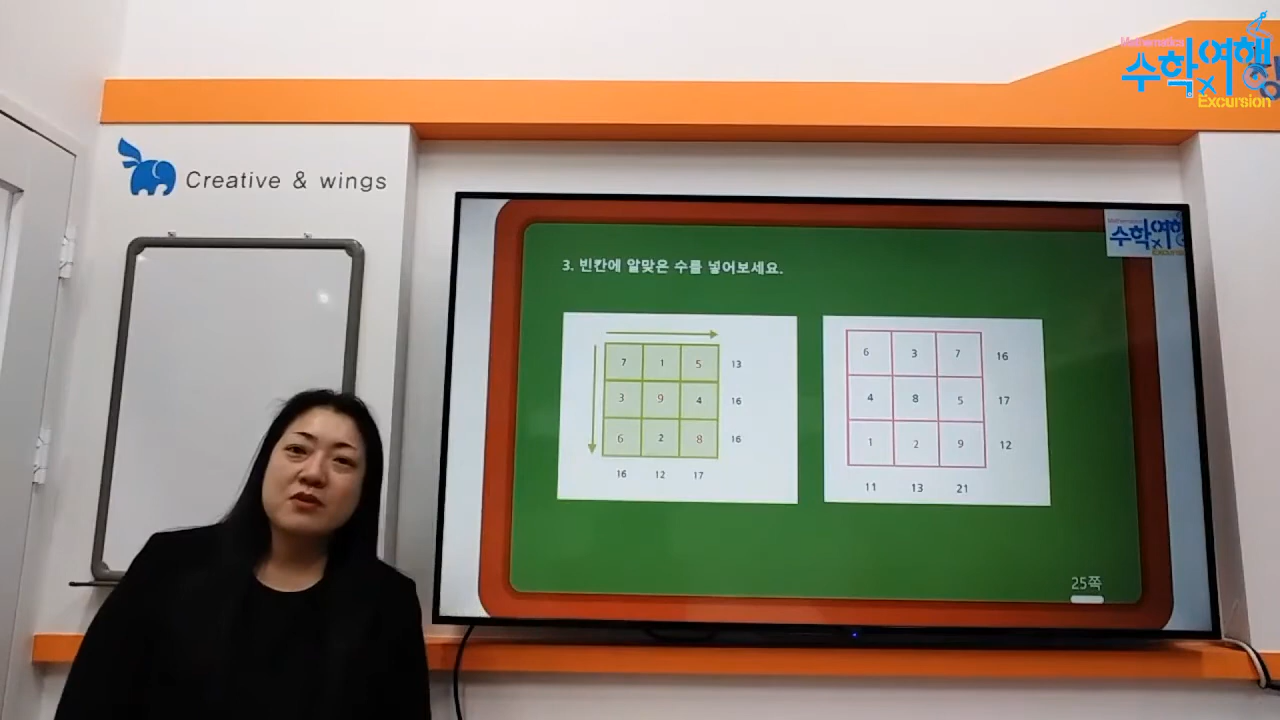 Mathematics
수학여행
Excursion
Creative & wings
Mathematics
수학여행
Excursion
3. 빈칸에 알맞은 수를 넣어보세요.
7 1 5 13
3 9 4 16
6 2 8 16
16 12 17
6 3 7 16
4 8 5 17
1 2 9 12
11 13 21
25쪽